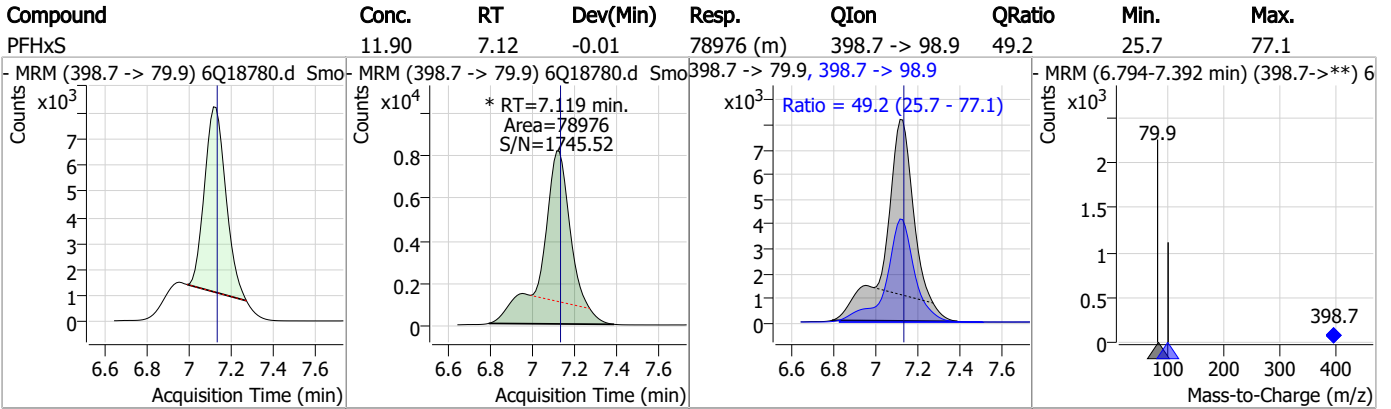 Compound Conc. RT Dev(Min) Resp. QIon QRatio Min. Max.
PFHxS 11.90 7.12 -0.01 78976 (m) 398.7 -> 98.9 49.2 25.7 77.1
- MRM (398.7 -> 79.9) 6Q18780.d Smo
Counts
x10³
7
6
5
4
3
2
1
0
6.6 6.8 7 7.2 7.4 7.6
Acquisition Time (min)
- MRM (398.7 -> 79.9) 6Q18780.d Smo
Counts
x10⁴
* RT=7.119 min.
Area=78976
S/N=1745.52
0.8
0.6
0.4
0.2
0
6.6 6.8 7 7.2 7.4 7.6
Acquisition Time (min)
398.7 -> 79.9, 398.7 -> 98.9
x10³
Ratio = 49.2 (25.7 - 77.1)
7
6
5
4
3
2
1
0
6.6 6.8 7 7.2 7.4 7.6
Acquisition Time (min)
- MRM (6.794-7.392 min) (398.7->**) 6
Counts
x10³
79.9
2
1.5
1
0.5
0
398.7
100 200 300 400
Mass-to-Charge (m/z)